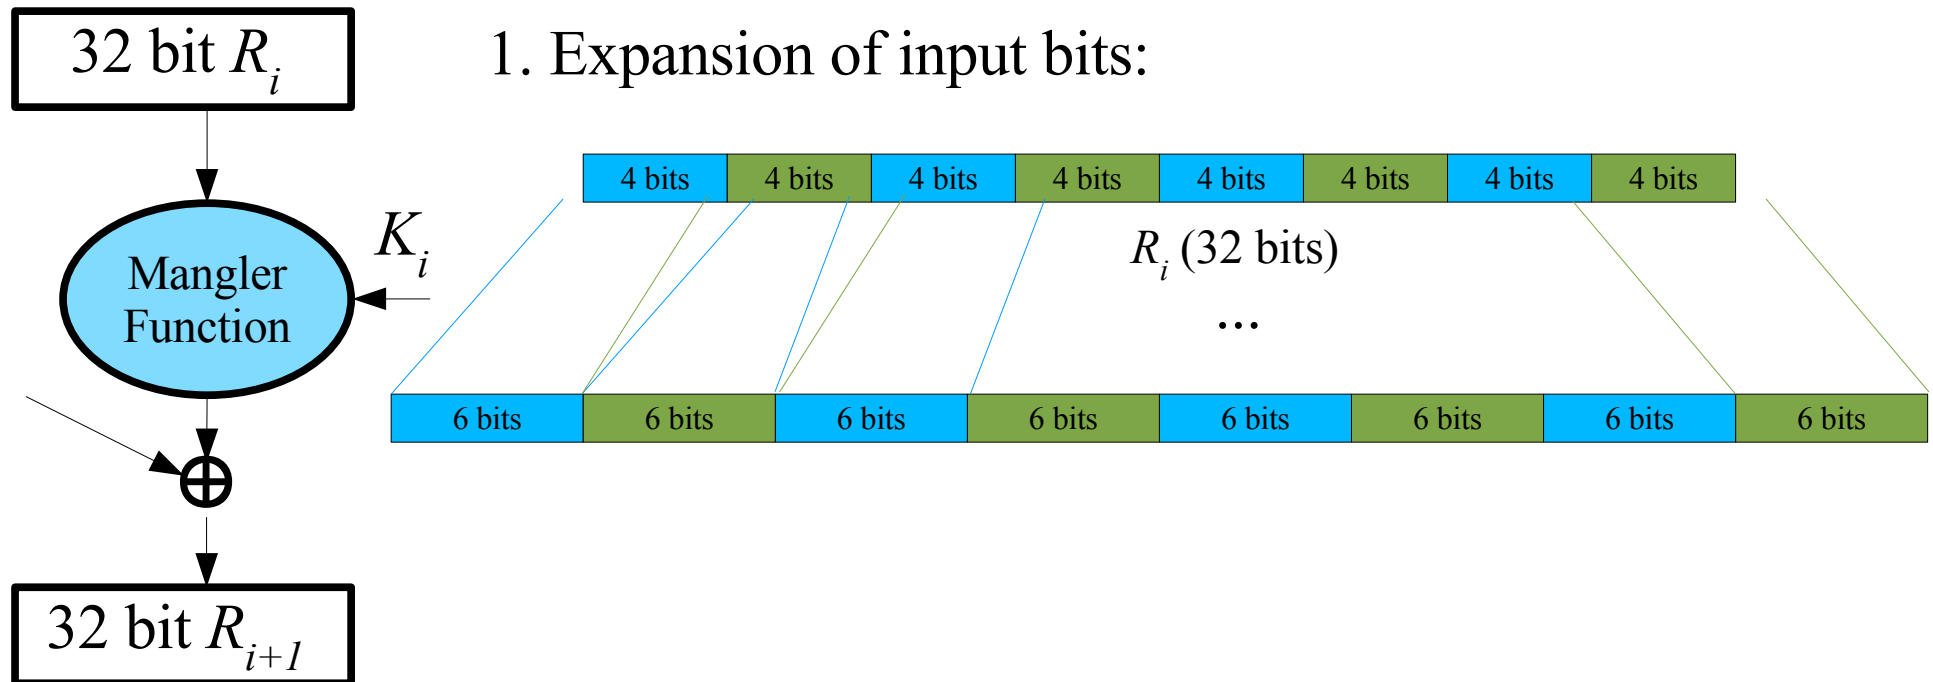 32 bit R_i
1. Expansion of input bits:
4 bits 4 bits 4 bits 4 bits 4 bits 4 bits 4 bits 4 bits
R_i (32 bits)
...
K_i
Mangler
Function
6 bits 6 bits 6 bits 6 bits 6 bits 6 bits 6 bits 6 bits
32 bit R_{i+1}